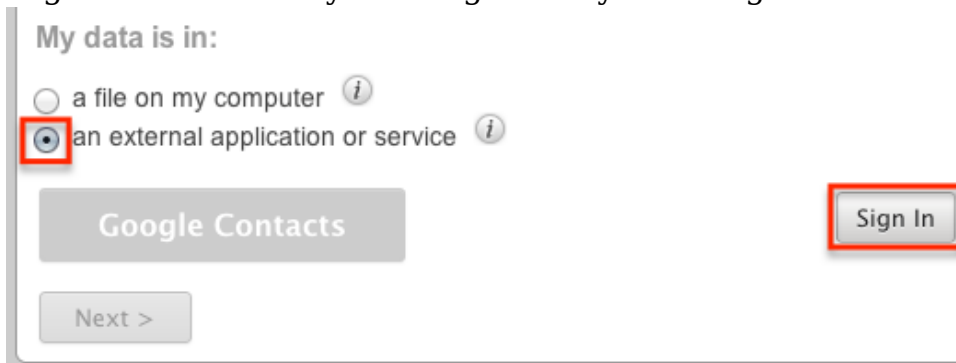 My data is in:
a file on my computer i
an external application or service i
Google Contacts
Sign In
Next >